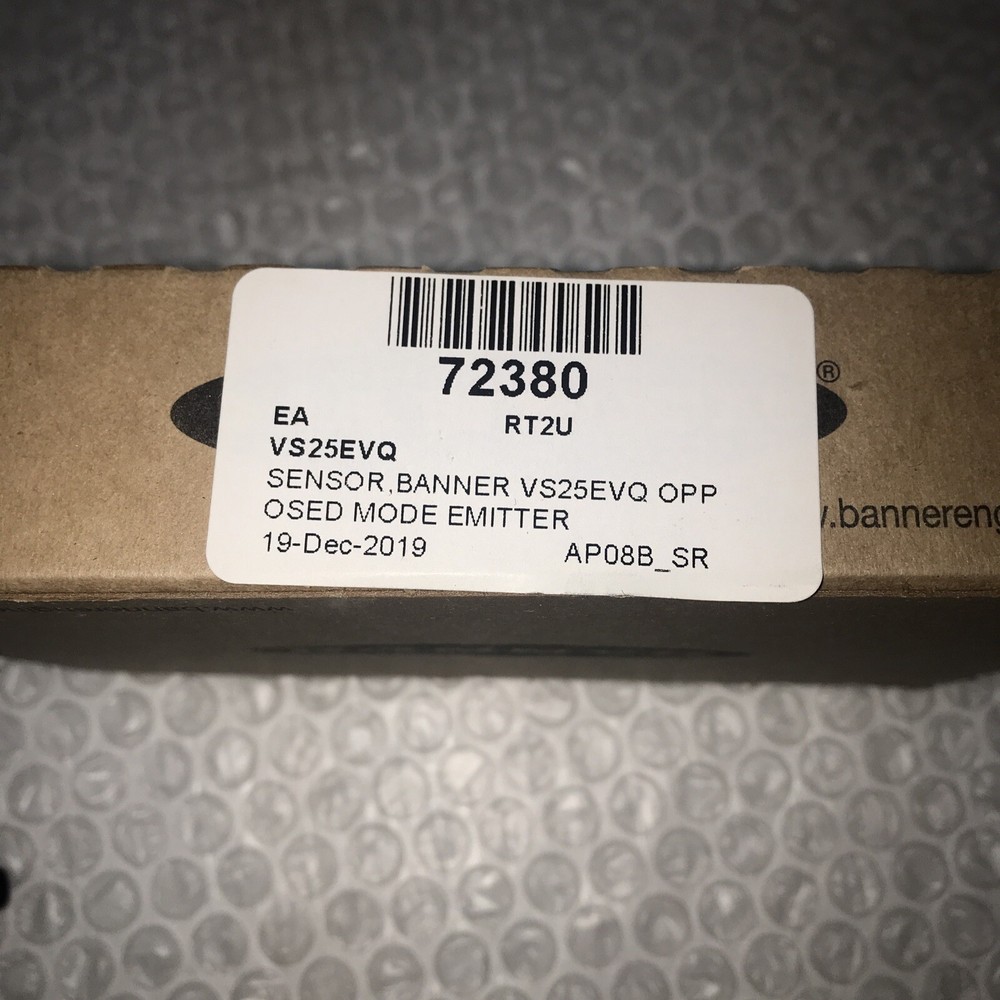 72380
EA RT2U
VS25EVQ
SENSOR,BANNER VS25EVQ OPP
OSED MODE EMITTER
19-Dec-2019 AP08B_SR
®
.bannereng